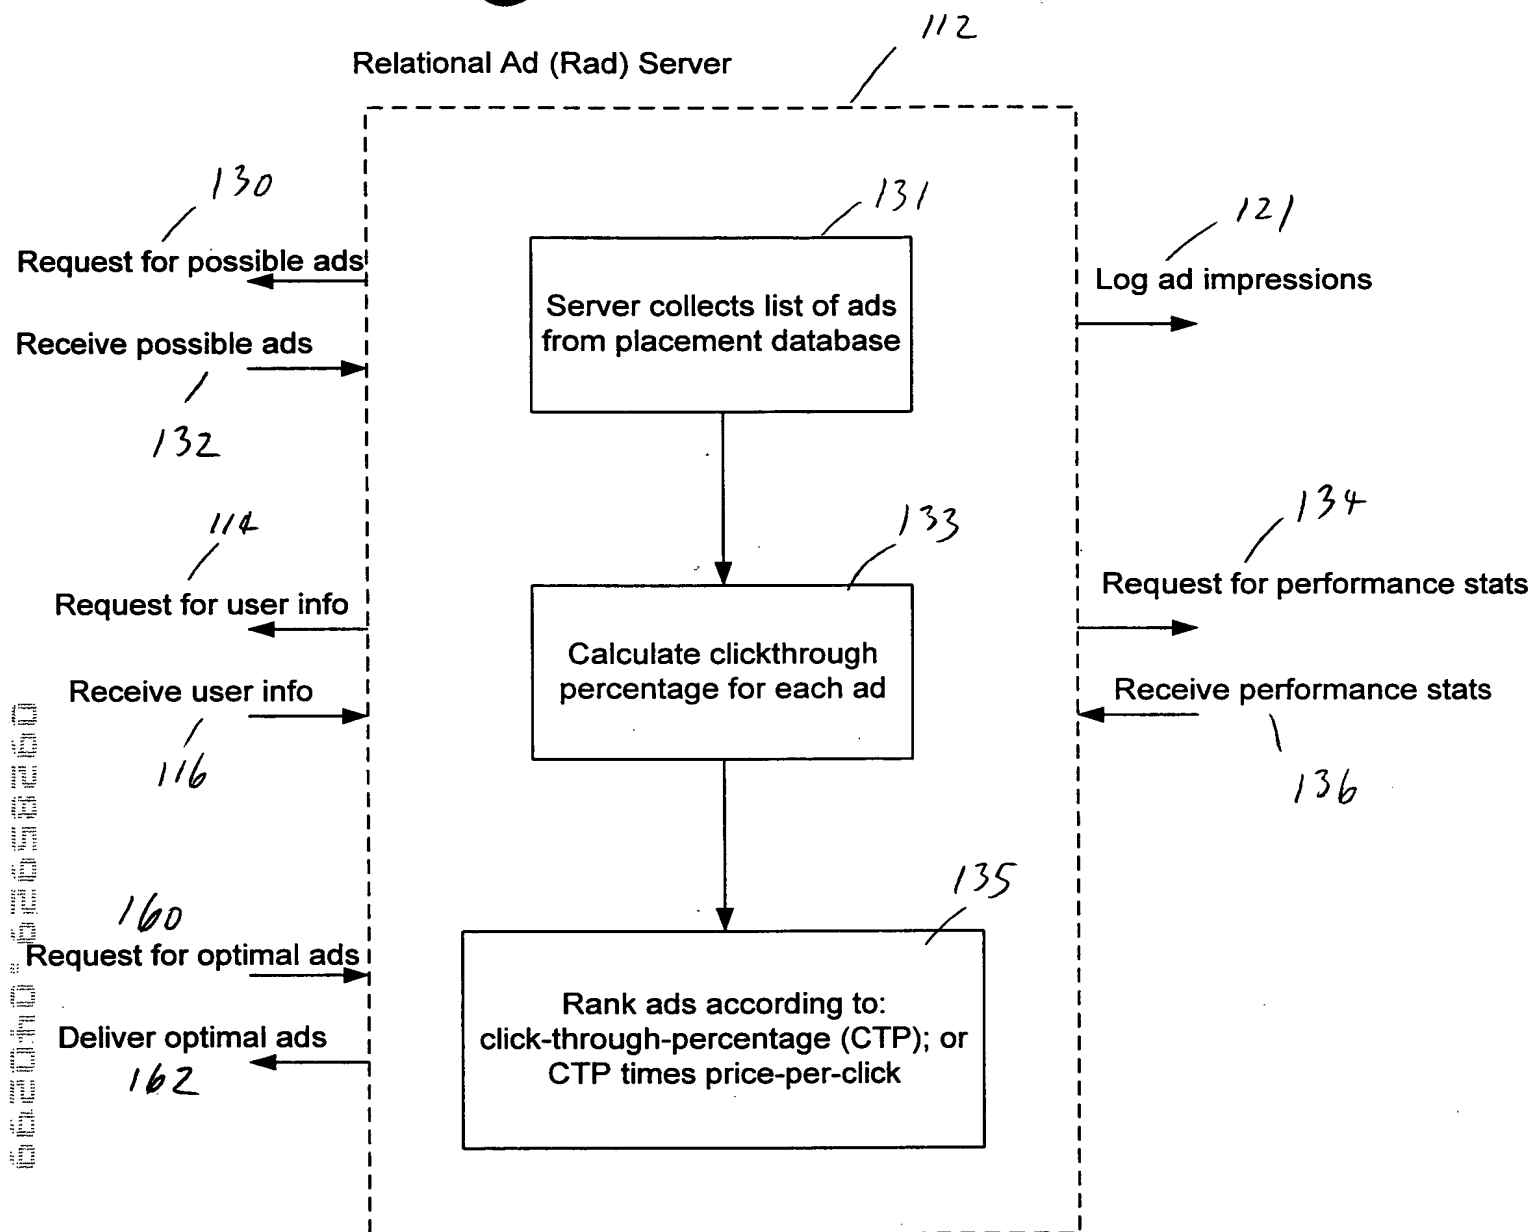 112
Relational Ad (Rad) Server
130
131
121
Request for possible ads
Log ad impressions
Server collects list of ads
from placement database
Receive possible ads
132
114
133
134
Request for user info
Request for performance stats
Calculate clickthrough
percentage for each ad
Receive user info
Receive performance stats
116
136
135
160
Request for optimal ads
Rank ads according to:
click-through-percentage (CTP); or
CTP times price-per-click
Deliver optimal ads
162